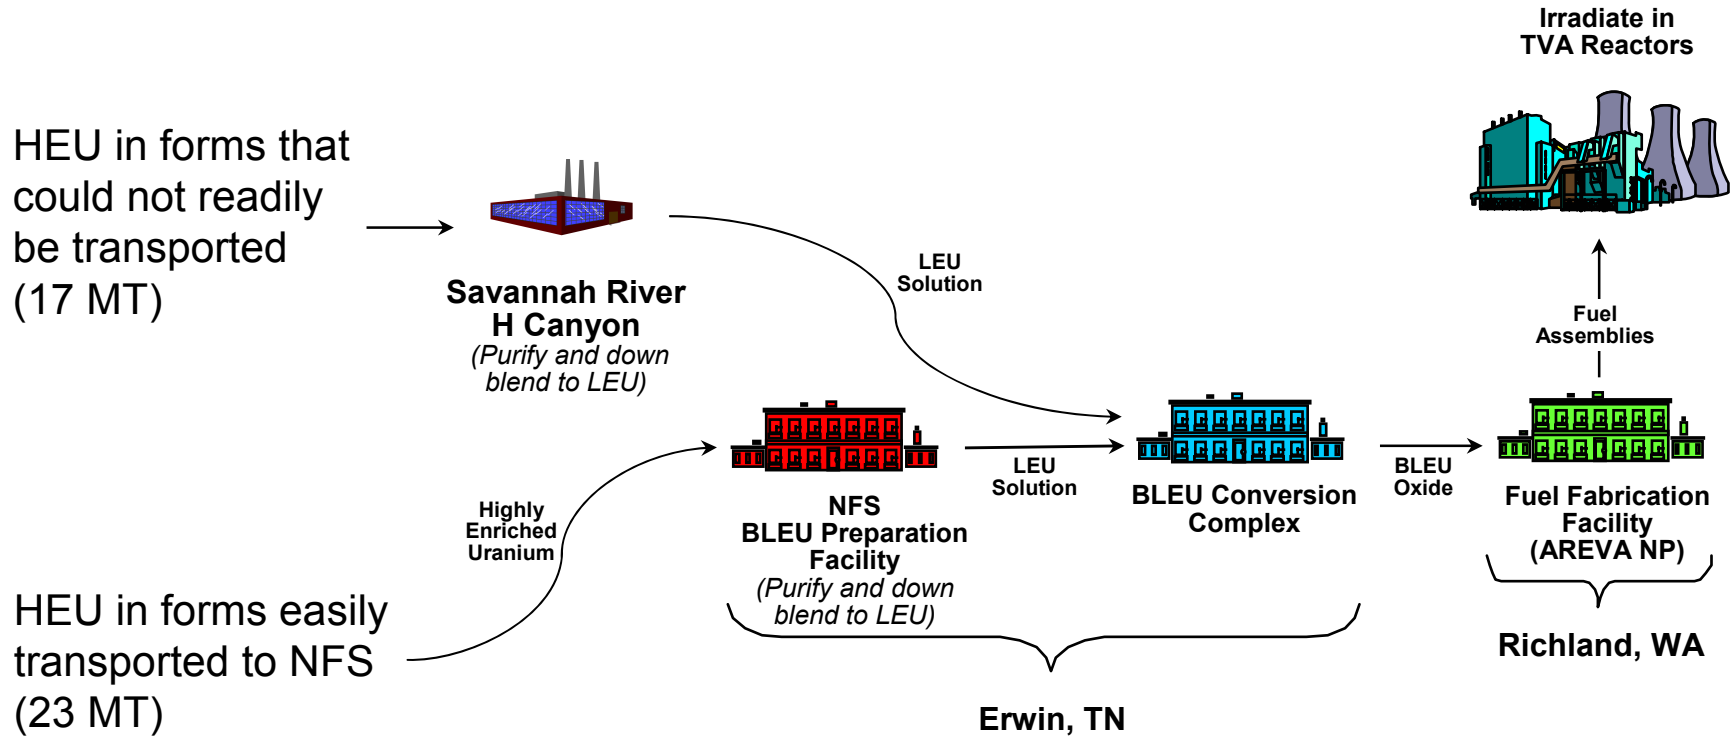 Irradiate in
TVA Reactors
HEU in forms that
could not readily
be transported
(17 MT)
Savannah River
H Canyon
(Purify and down
blend to LEU)
LEU
Solution
Fuel
Assemblies
Highly
Enriched
Uranium
NFS
BLEU Preparation
Facility
(Purify and down
blend to LEU)
LEU
Solution
BLEU Conversion
Complex
BLEU
Oxide
Fuel Fabrication
Facility
(AREVA NP)
HEU in forms easily
transported to NFS
(23 MT)
Erwin, TN
Richland, WA